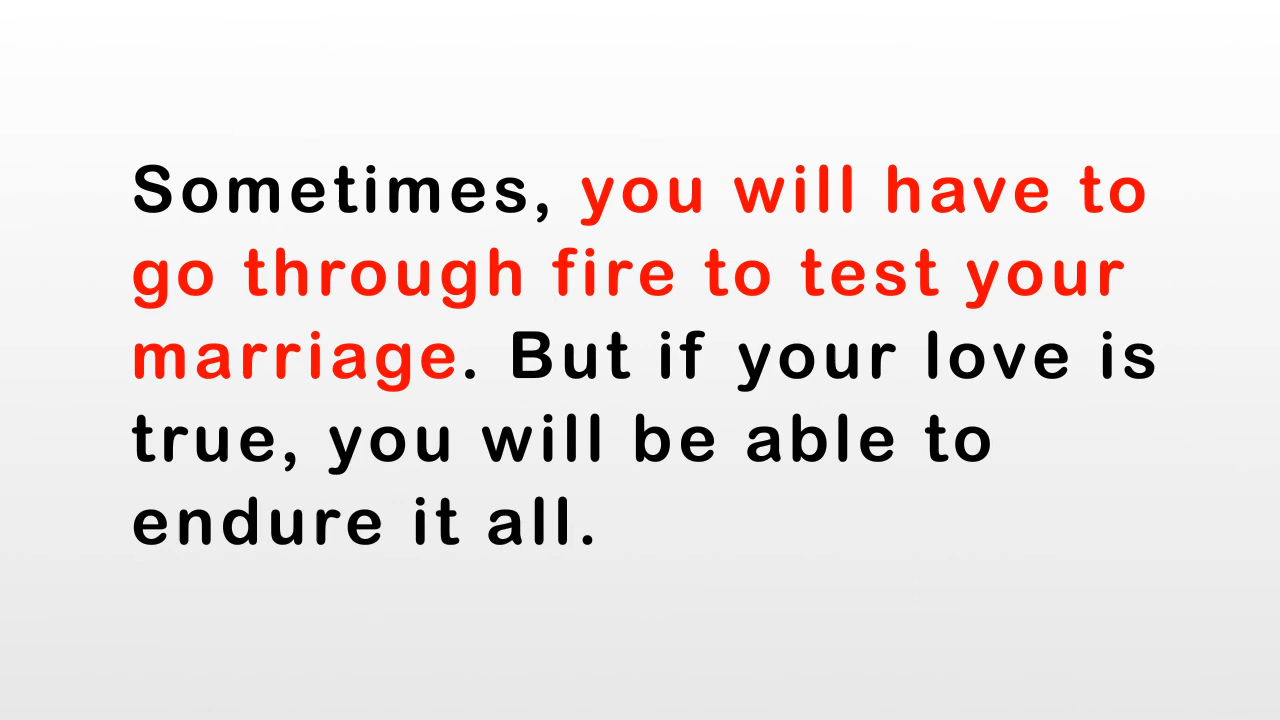 Sometimes, you will have to
go through fire to test your
marriage. But if your love is
true, you will be able to
endure it all.